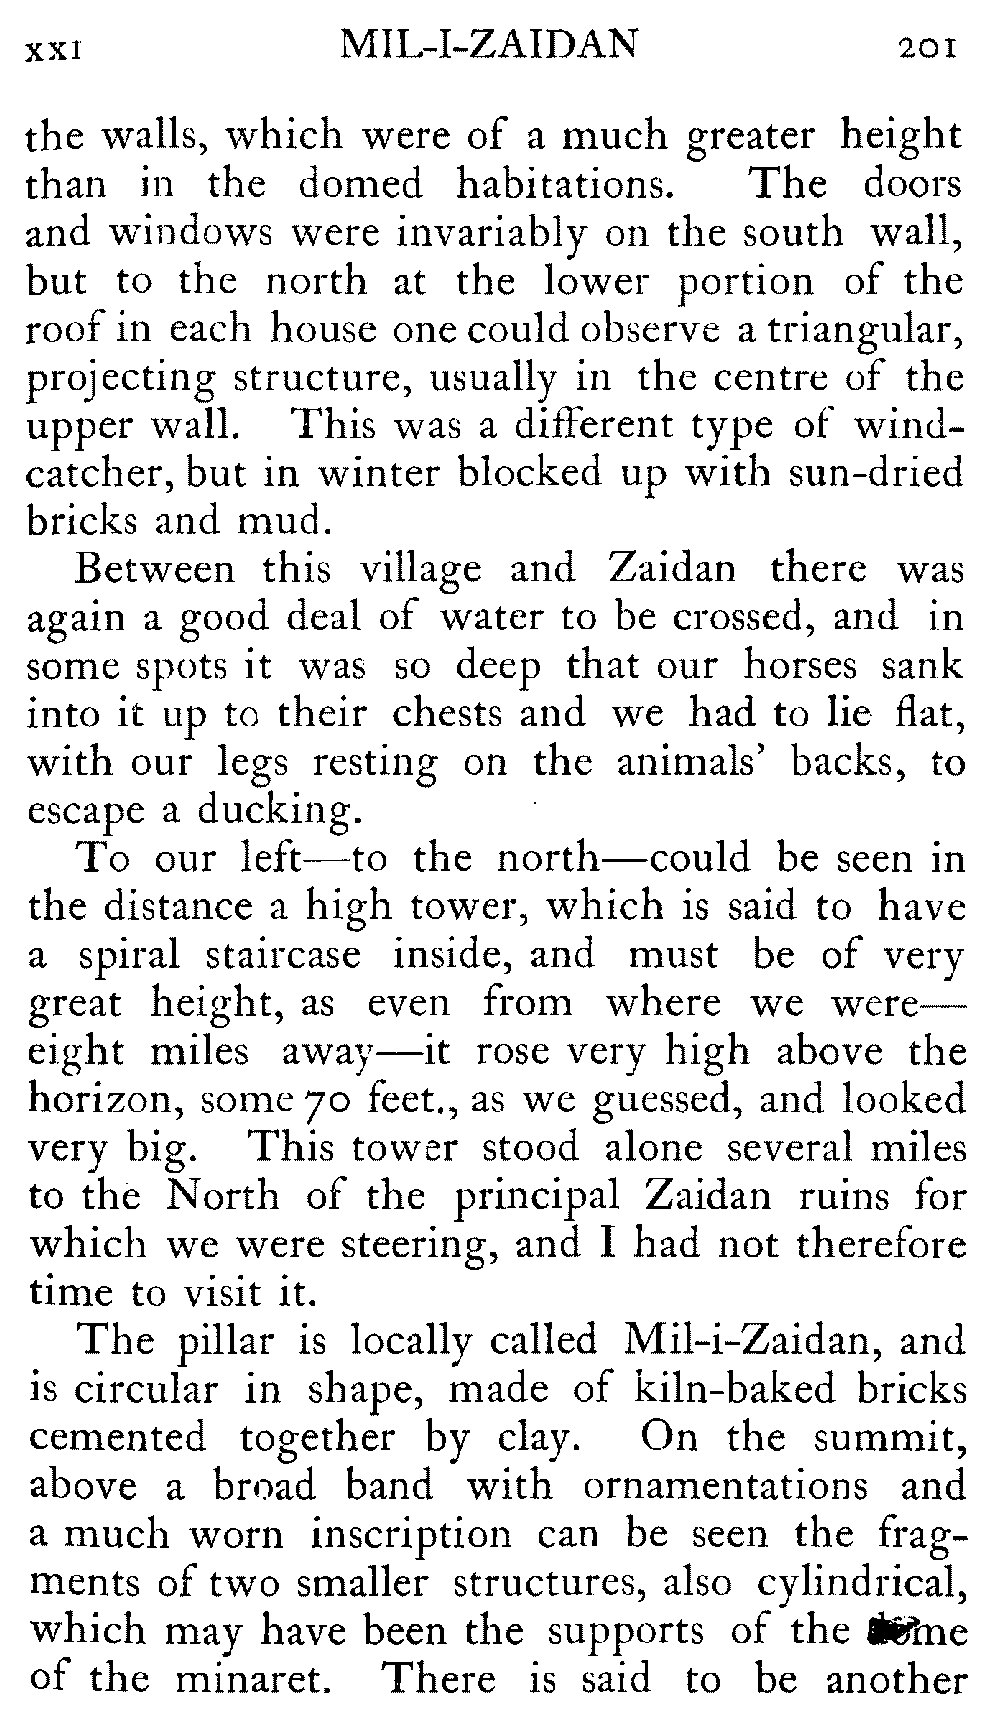 xxi MIL-I-ZAIDAN 201
the walls, which were of a much greater height
than in the domed habitations. The doors
and windows were invariably on the south wall,
but to the north at the lower portion of the
roof in each house one could observe a triangular,
projecting structure, usually in the centre of the
upper wall. This was a different type of wind-
catcher, but in winter blocked up with sun-dried
bricks and mud.
Between this village and Zaidan there was
again a good deal of water to be crossed, and in
some spots it was so deep that our horses sank
into it up to their chests and we had to lie flat,
with our legs resting on the animals' backs, to
escape a ducking.
To our left—to the north—could be seen in
the distance a high tower, which is said to have
a spiral staircase inside, and must be of very
great height, as even from where we were—
eight miles away—it rose very high above the
horizon, some 70 feet., as we guessed, and looked
very big. This tower stood alone several miles
to the North of the principal Zaidan ruins for
which we were steering, and I had not therefore
time to visit it.
The pillar is locally called Mil-i-Zaidan, and
is circular in shape, made of kiln-baked bricks
cemented together by clay. On the summit,
above a broad band with ornamentations and
a much worn inscription can be seen the frag-
ments of two smaller structures, also cylindrical,
which may have been the supports of the
of the minaret. There is said to be another